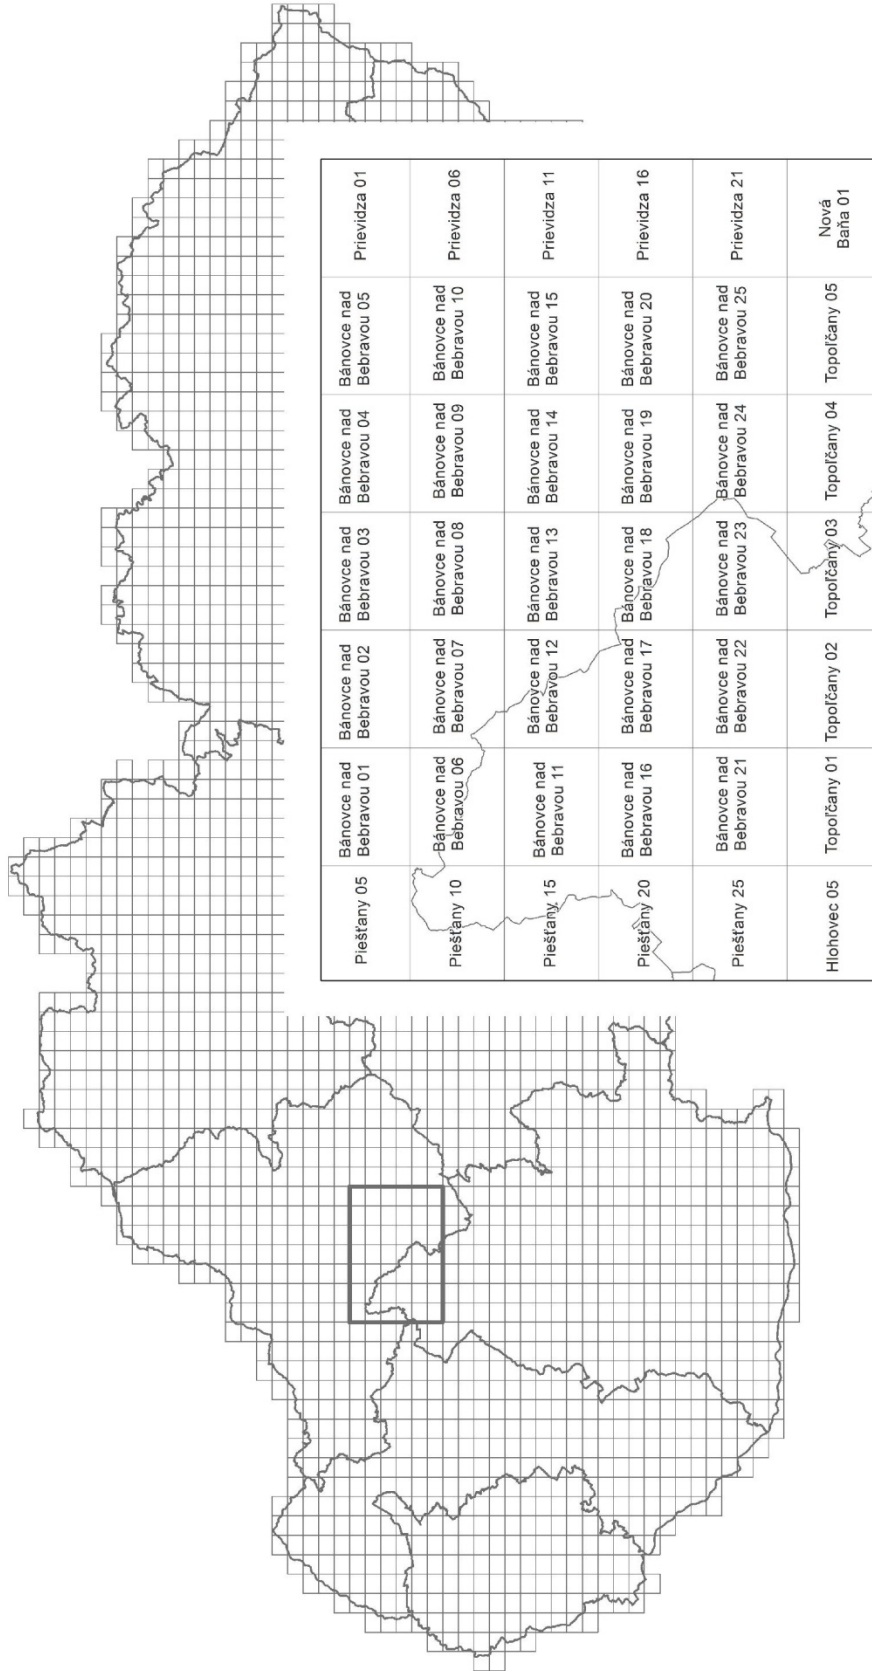 Piešťany 05
Bánovce nad
Bebravou 01
Bánovce nad
Bebravou 02
Bánovce nad
Bebravou 03
Bánovce nad
Bebravou 04
Bánovce nad
Bebravou 05
Prievidza 01
Piešťany 10
Bánovce nad
Bebravou 06
Bánovce nad
Bebravou 07
Bánovce nad
Bebravou 08
Bánovce nad
Bebravou 09
Bánovce nad
Bebravou 10
Prievidza 06
Piešťany 15
Bánovce nad
Bebravou 11
Bánovce nad
Bebravou 12
Bánovce nad
Bebravou 13
Bánovce nad
Bebravou 14
Bánovce nad
Bebravou 15
Prievidza 11
Piešťany 20
Bánovce nad
Bebravou 16
Bánovce nad
Bebravou 17
Bánovce nad
Bebravou 18
Bánovce nad
Bebravou 19
Bánovce nad
Bebravou 20
Prievidza 16
Piešťany 25
Bánovce nad
Bebravou 21
Bánovce nad
Bebravou 22
Bánovce nad
Bebravou 23
Bánovce nad
Bebravou 24
Bánovce nad
Bebravou 25
Prievidza 21
Hlohovec 05
Topoľčany 01
Topoľčany 02
Topoľčany 03
Topoľčany 04
Topoľčany 05
Nová
Baňa 01